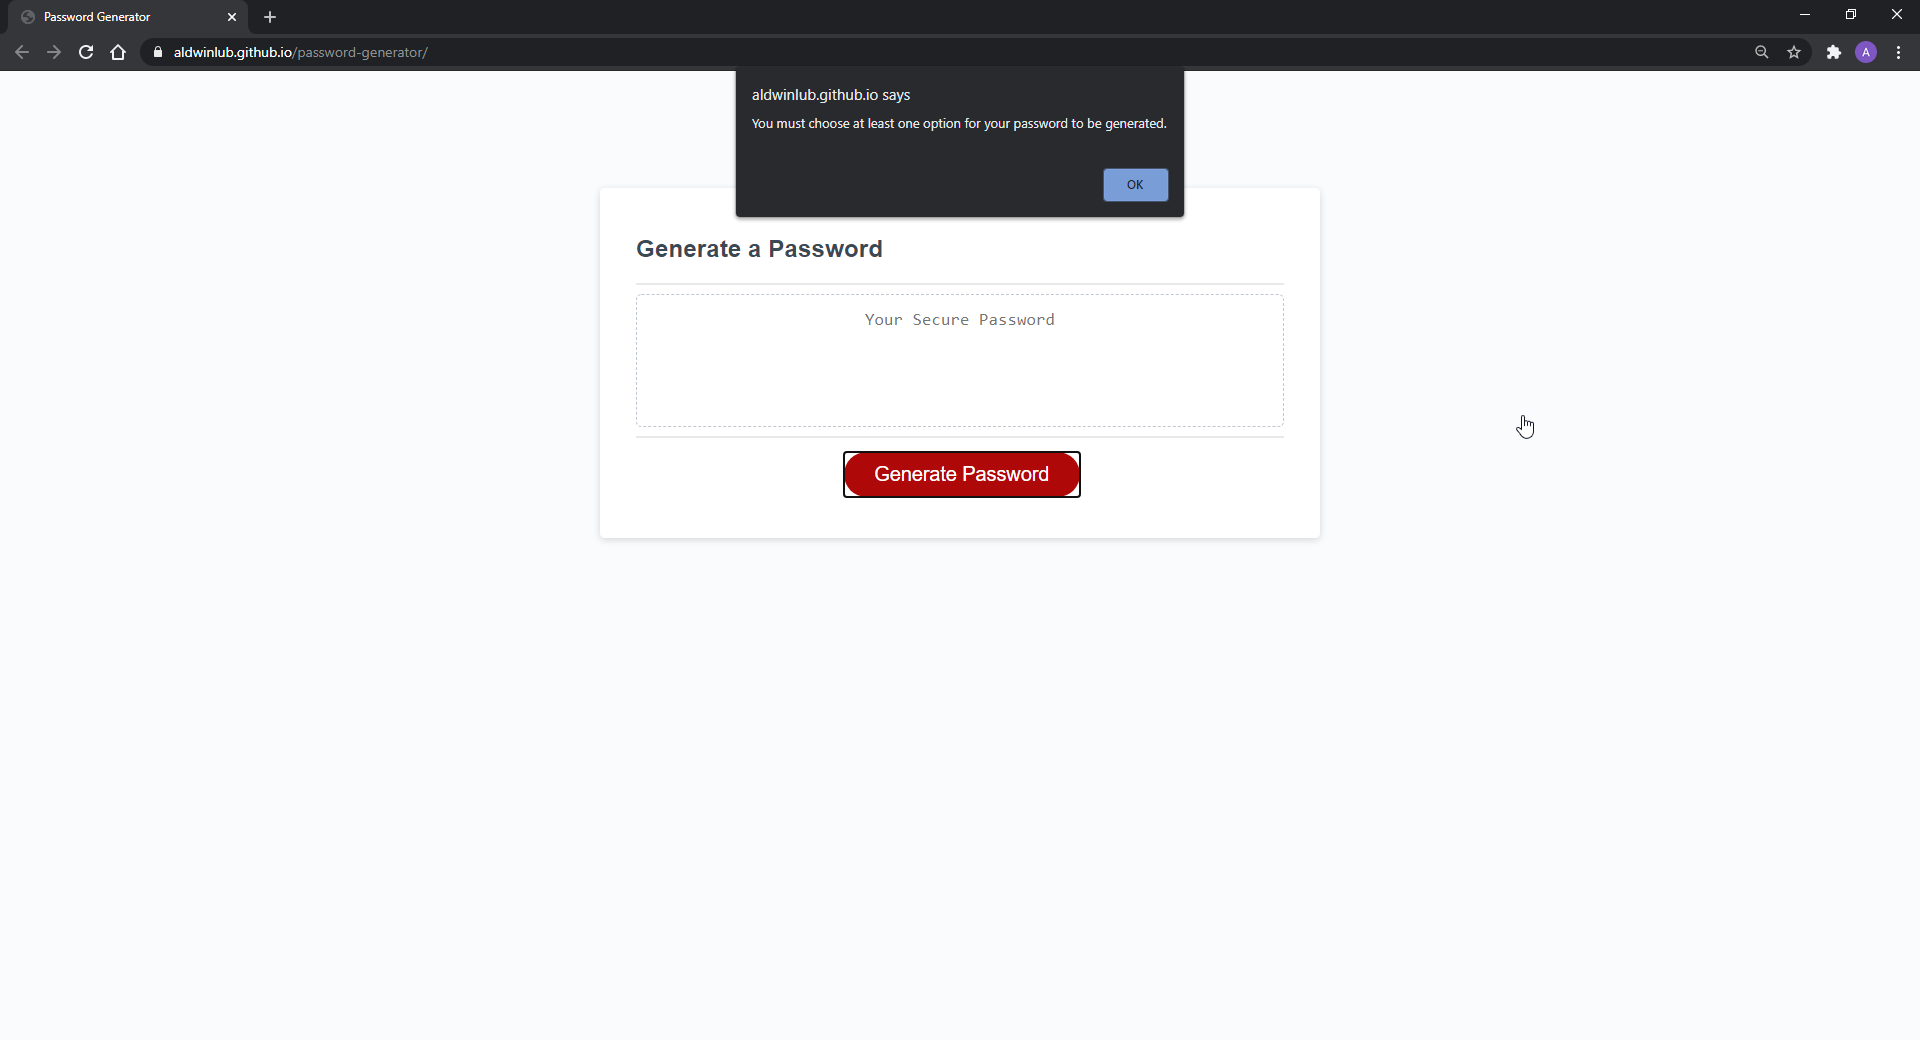 Password Generator
aldwinlub.github.io/password-generator/
A
aldwinlub.github.io says
You must choose at least one option for your password to be generated.
OK
Generate a Password
Your Secure Password
Generate Password